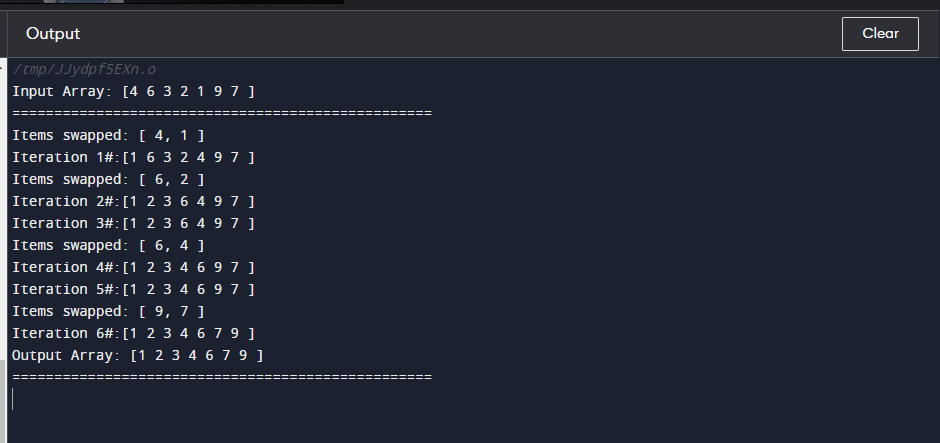 Output
Clear
/tmp/JJydpf5EXn.o
Input Array: [4 6 3 2 1 9 7 ]
==================================================
Items swapped: [ 4, 1 ]
Iteration 1#:[1 6 3 2 4 9 7 ]
Items swapped: [ 6, 2 ]
Iteration 2#:[1 2 3 6 4 9 7 ]
Iteration 3#:[1 2 3 6 4 9 7 ]
Items swapped: [ 6, 4 ]
Iteration 4#:[1 2 3 4 6 9 7 ]
Iteration 5#:[1 2 3 4 6 9 7 ]
Items swapped: [ 9, 7 ]
Iteration 6#:[1 2 3 4 6 7 9 ]
Output Array: [1 2 3 4 6 7 9 ]
==================================================